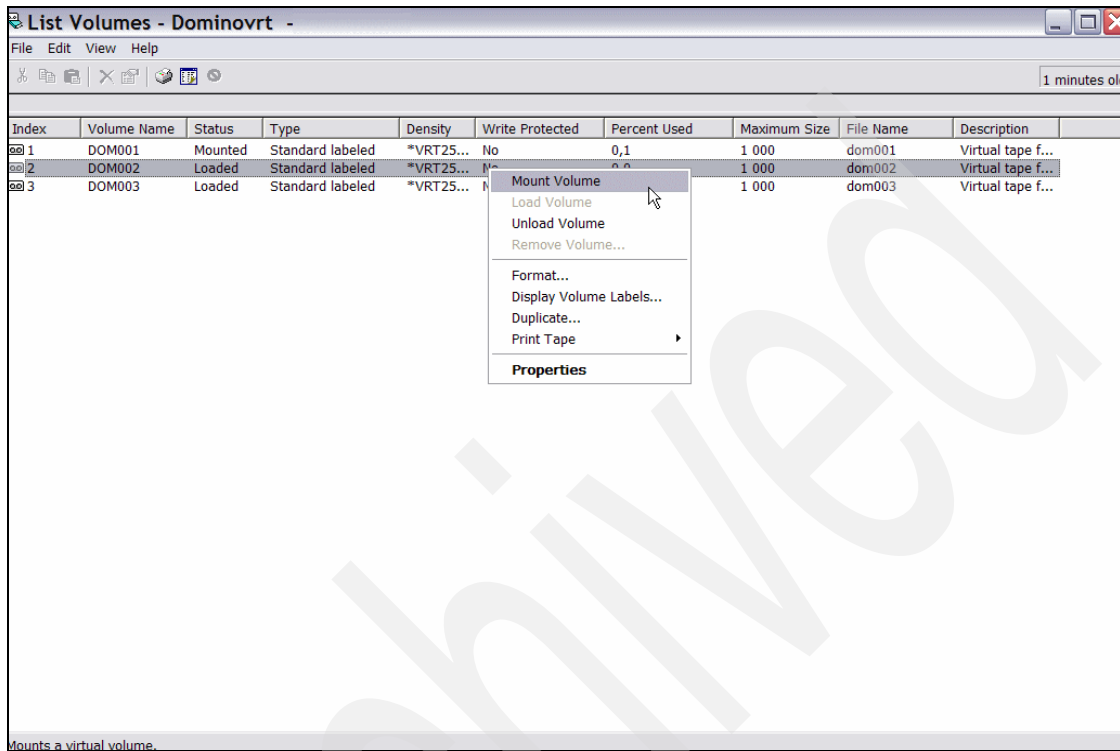 List Volumes - Dominovrt -
File Edit View Help
1 minutes ol
Index Volume Name Status Type Density Write Protected Percent Used Maximum Size File Name Description
1 DOM001 Mounted Standard labeled *VRT25... No 0,1 1 000 dom001 Virtual tape f...
2 DOM002 Loaded Standard labeled *VRT25... No 0,0 1 000 dom002 Virtual tape f...
3 DOM003 Loaded Standard labeled *VRT25... 1 000 dom003 Virtual tape f...
Mount Volume
Load Volume
Unload Volume
Remove Volume...
Format...
Display Volume Labels...
Duplicate...
Print Tape
Properties
Mounts a virtual volume.